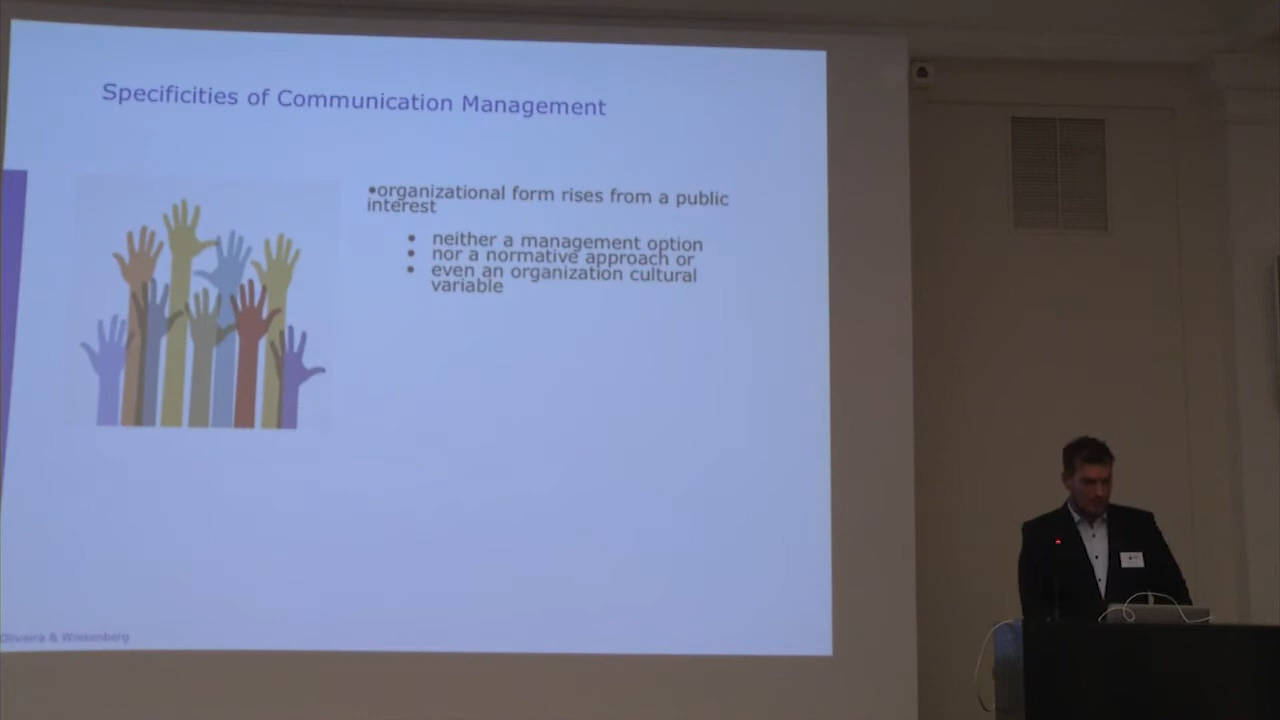 Specificities of Communication Management
•organizational form rises from a public
interest
• neither a management option
• nor a normative approach or
• even an organization cultural
variable
Oliveira & Wiesenberg